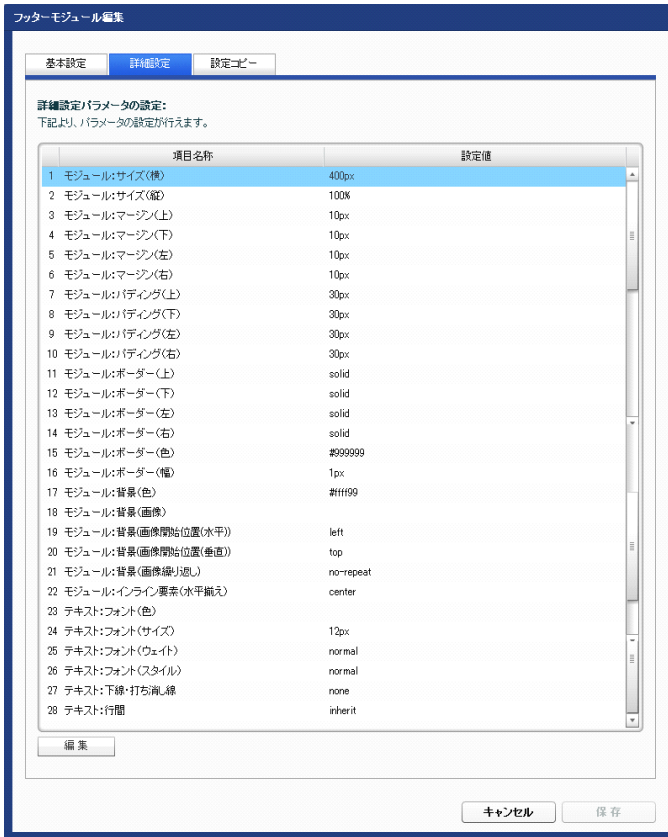 フッターモジュール編集
基本設定 詳細設定 設定コピー
詳細設定パラメータの設定:
下記より、パラメータの設定が行えます。
項目名称 設定値
1 モジュール:サイズ(横) 400px
2 モジュール:サイズ(縦) 100%
3 モジュール:マージン(上) 10px
4 モジュール:マージン(下) 10px
5 モジュール:マージン(左) 10px
6 モジュール:マージン(右) 10px
7 モジュール:パディング(上) 30px
8 モジュール:パディング(下) 30px
9 モジュール:パディング(左) 30px
10 モジュール:パディング(右) 30px
11 モジュール:ボーダー(上) solid
12 モジュール:ボーダー(下) solid
13 モジュール:ボーダー(左) solid
14 モジュール:ボーダー(右) solid
15 モジュール:ボーダー(色) #999999
16 モジュール:ボーダー(幅) 1px
17 モジュール:背景(色) #ffff99
18 モジュール:背景(画像)
19 モジュール:背景(画像開始位置(水平)) left
20 モジュール:背景(画像開始位置(垂直)) top
21 モジュール:背景(画像繰り返し) no-repeat
22 モジュール:インライン要素(水平揃え) center
23 テキスト:フォント(色)
24 テキスト:フォント(サイズ) 12px
25 テキスト:フォント(ウェイト) normal
26 テキスト:フォント(スタイル) normal
27 テキスト:下線・打ち消し線 none
28 テキスト:行間 inherit
編集
キャンセル 保存